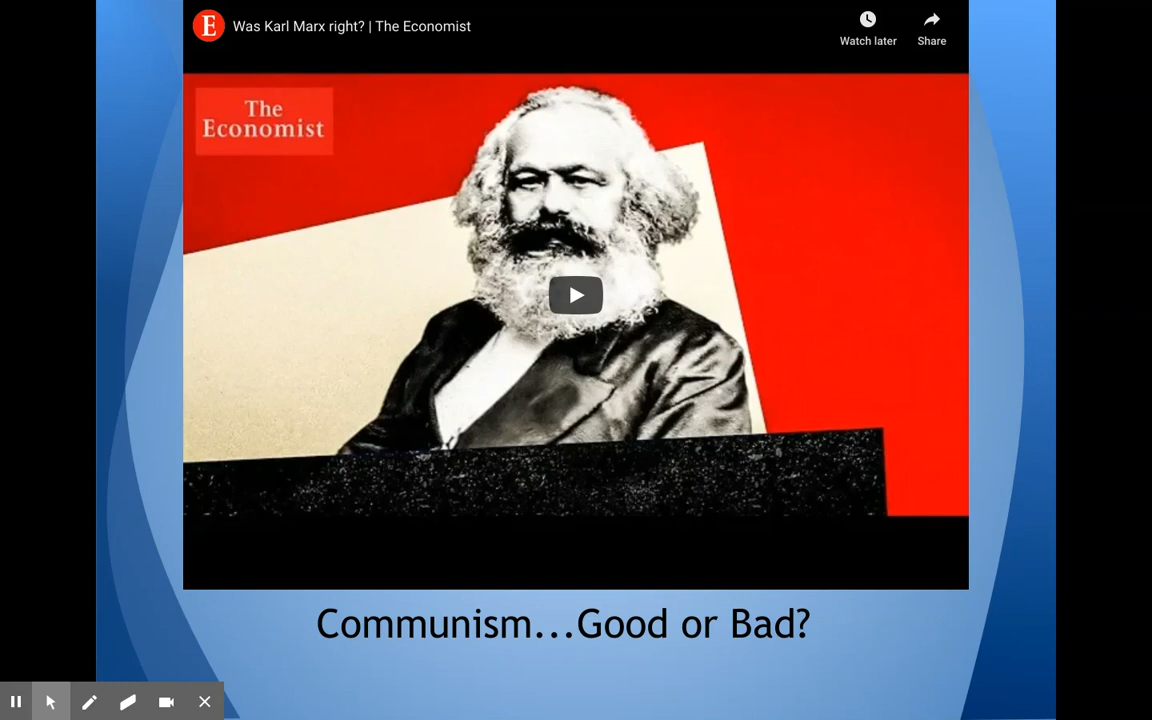 E Was Karl Marx right? | The Economist
Watch later
Share
The
Economist
Communism...Good or Bad?